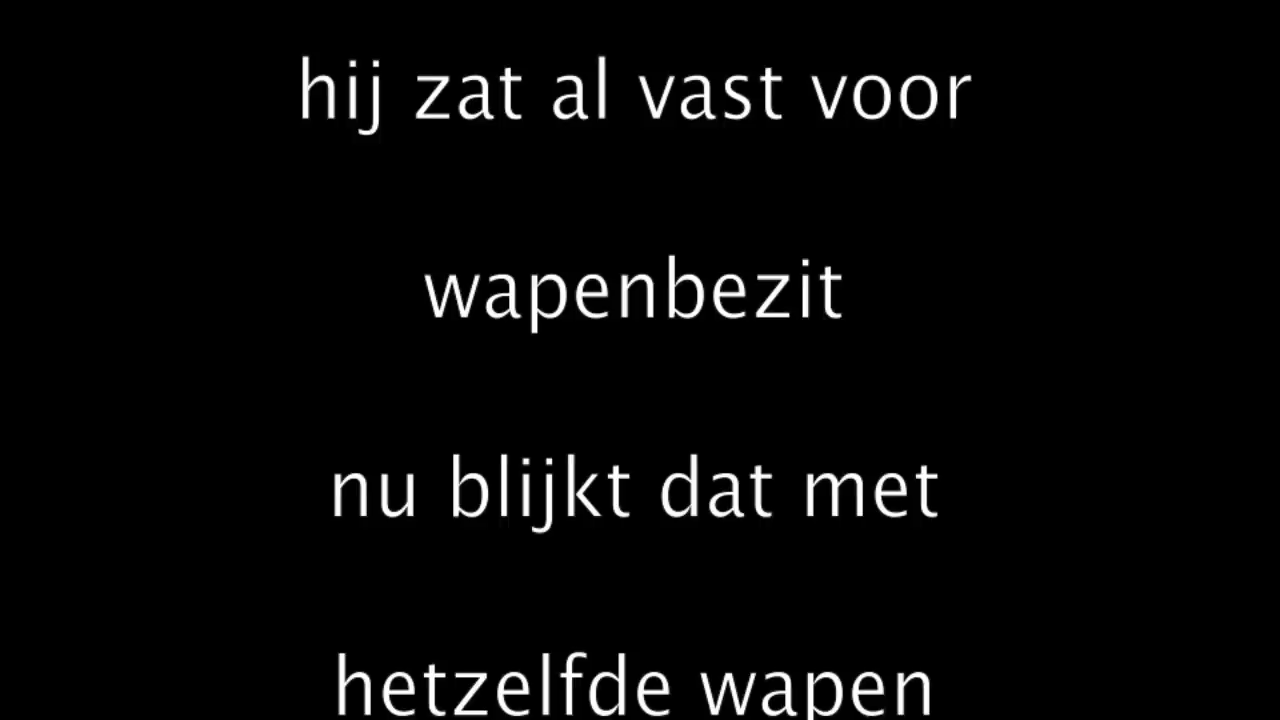 hij zat al vast voor
wapenbezit
nu blijkt dat met
hetzelfde wapen